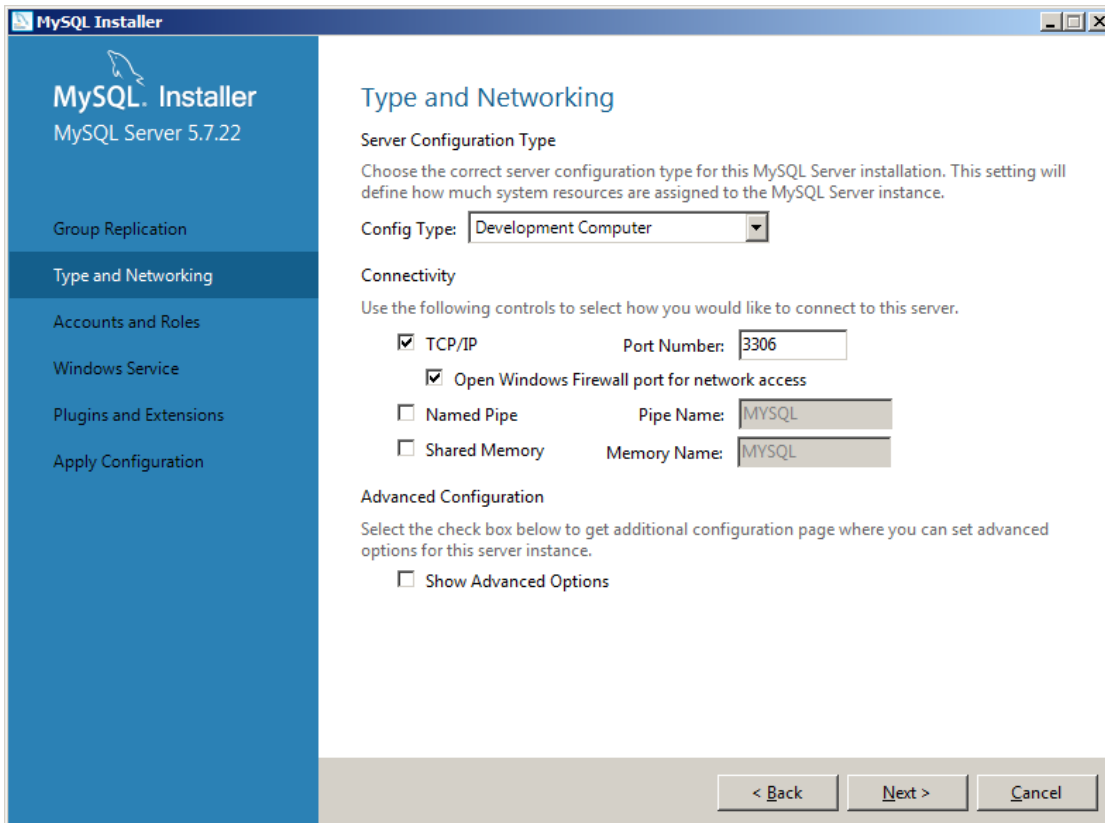 MySQL Installer
MySQL. Installer
MySQL Server 5.7.22
Group Replication
Type and Networking
Accounts and Roles
Windows Service
Plugins and Extensions
Apply Configuration
Type and Networking
Server Configuration Type
Choose the correct server configuration type for this MySQL Server installation. This setting will
define how much system resources are assigned to the MySQL Server instance.
Config Type: Development Computer
Connectivity
Use the following controls to select how you would like to connect to this server.
TCP/IP Port Number: 3306
Open Windows Firewall port for network access
Named Pipe Pipe Name: MYSQL
Shared Memory Memory Name: MYSQL
Advanced Configuration
Select the check box below to get additional configuration page where you can set advanced
options for this server instance.
Show Advanced Options
< Back Next > Cancel